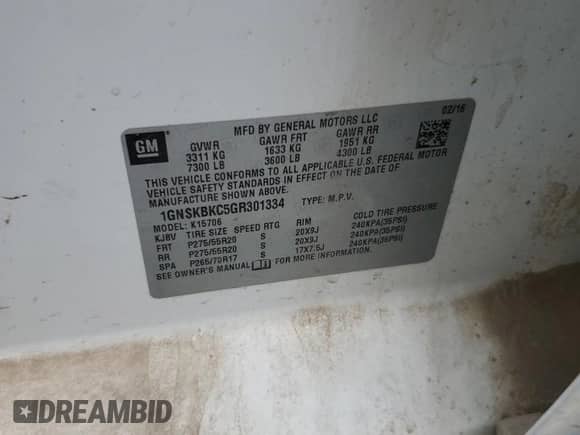 GM
MFD BY GENERAL MOTORS LLC
02/16
GVWR GAWR FRT GAWR RR
3311 KG 1633 KG 1951 KG
7300 LB 3600 LB 4300 LB
THIS VEHICLE CONFORMS TO ALL APPLICABLE U.S. FEDERAL MOTOR
VEHICLE SAFETY STANDARDS IN EFFECT ON THE DATE OF
MANUFACTURE SHOWN ABOVE.
1GNSKBKC5GR301334 TYPE: M.P.V.
MODEL: K15706
KJBV TIRE SIZE SPEED RTG RIM COLD TIRE PRESSURE
FRT P275/55R20 S 20X9J 240KPA(35PSI)
RR P275/55R20 S 20X9J 240KPA(35PSI)
SPA P265/70R17 S 17X7.5J 240KPA(35PSI)
SEE OWNER'S MANUAL FOR MORE INFORMATION.
DREAMBID